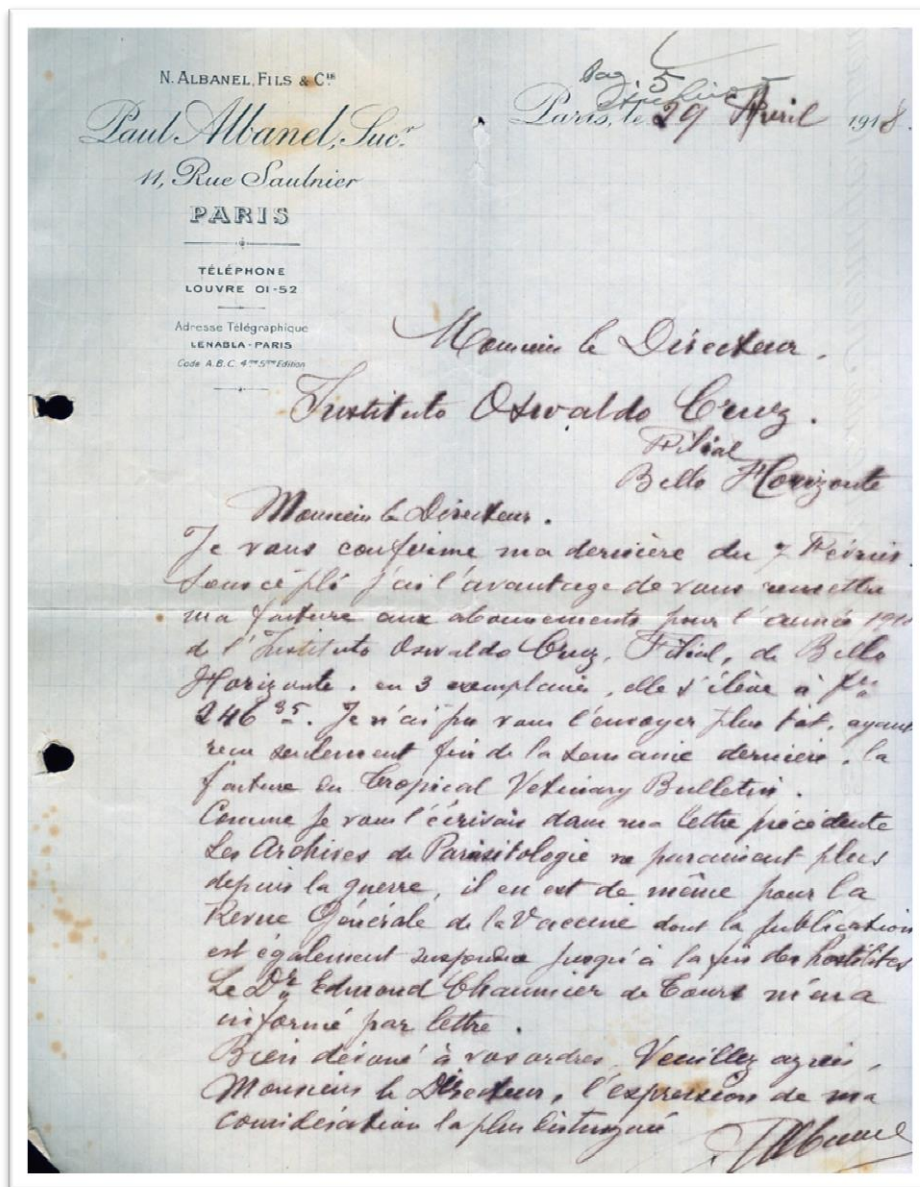 N. ALBANEL, FILS & Cie
Paul Albanel, Sucr
11, Rue Saulnier
PARIS
TÉLÉPHONE
LOUVRE 01-52
Adresse Télégraphique
LENABLA-PARIS
Code A.B.C. 4me 5me Edition
5
Paris, le 29 Avril 1918
Monsieur le Directeur.
Instituto Oswaldo Cruz.
Filial
Bello Horizonte
Monsieur le Directeur.
Je vous confirme ma dernière du 7 Février
Sous ce pli j'ai l'avantage de vous remettre
ma facture aux abonnements pour l'année 1918
de l'Instituto Oswaldo Cruz, Filial, de Bello
Horizonte. en 3 exemplaires, elle s'élève à frs
246 35. Je n'ai pu vous l'envoyer plus tôt, ayant
reçu seulement fin de la semaine dernière, la
facture du Tropical Veterinary Bulletin.
Comme je vous l'écrivais dans ma lettre précédente
Les Archives de Parasitologie ne paraissent plus
depuis la guerre, il en est de même pour la
Revue Générale de la Vaccine dont la publication
est également suspendue jusqu'à la fin des hostilités
Le Dr Edmond Chaumier de Tours m'en a
informé par lettre.
Bien dévoué à vos ordres, Veuillez agréer,
Monsieur le Directeur, l'expression de ma
considération la plus distinguée
PAlbanel